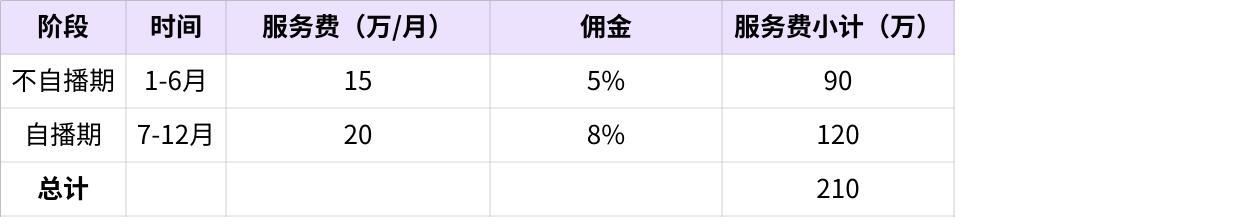 阶段 时间 服务费（万/月） 佣金 服务费小计（万）
不自播期 1-6月 15 5% 90
自播期 7-12月 20 8% 120
总计 210